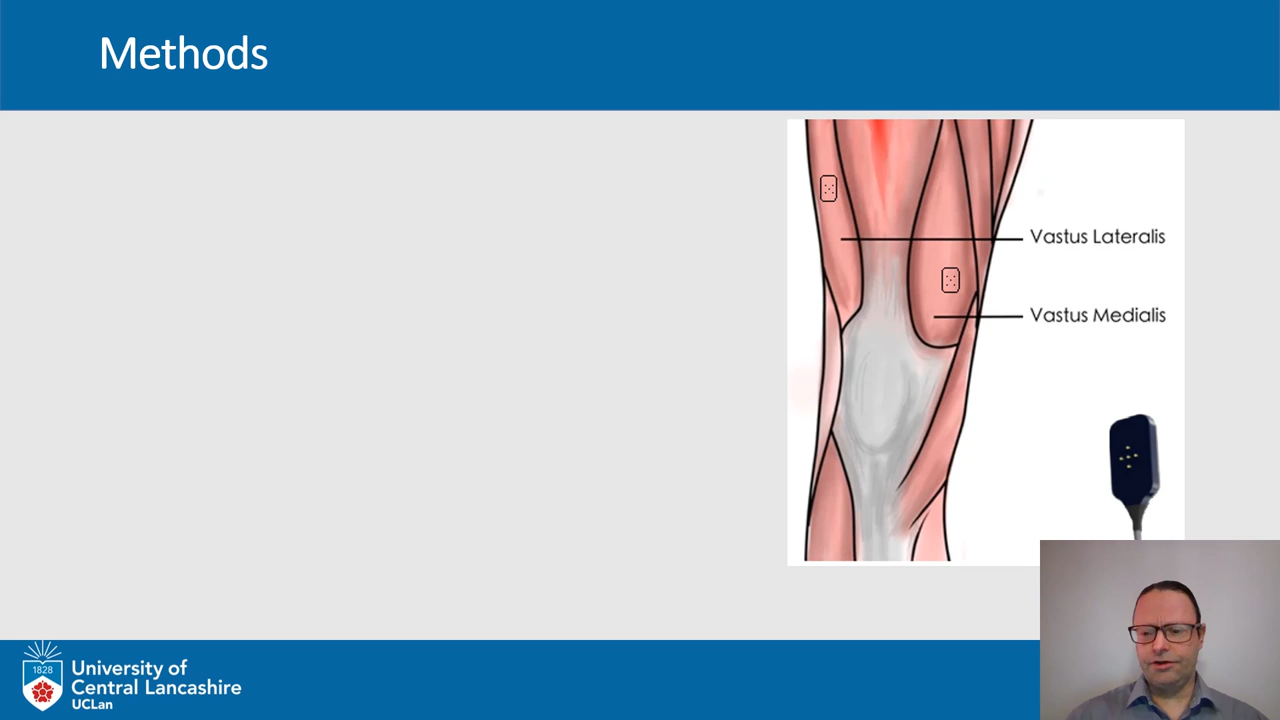 Methods
Vastus Lateralis
Vastus Medialis
1828
University of
Central Lancashire
UCLan